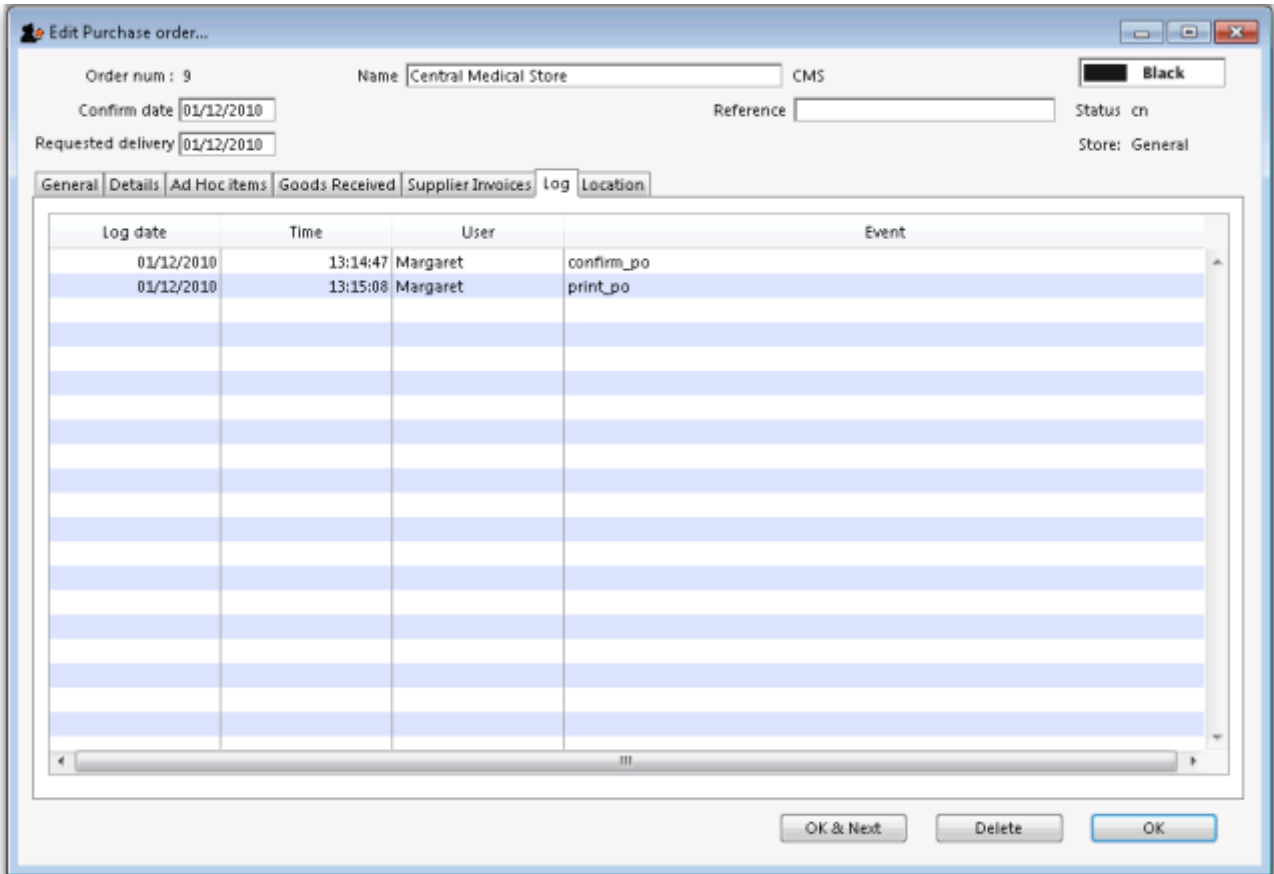 Edit Purchase order...
Order num : 9 Name Central Medical Store CMS Black
Confirm date 01/12/2010 Reference Status cn
Requested delivery 01/12/2010 Store: General
General Details Ad Hoc items Goods Received Supplier Invoices Log Location
Log date Time User Event
01/12/2010 13:14:47 Margaret confirm_po
01/12/2010 13:15:08 Margaret print_po
OK & Next Delete OK